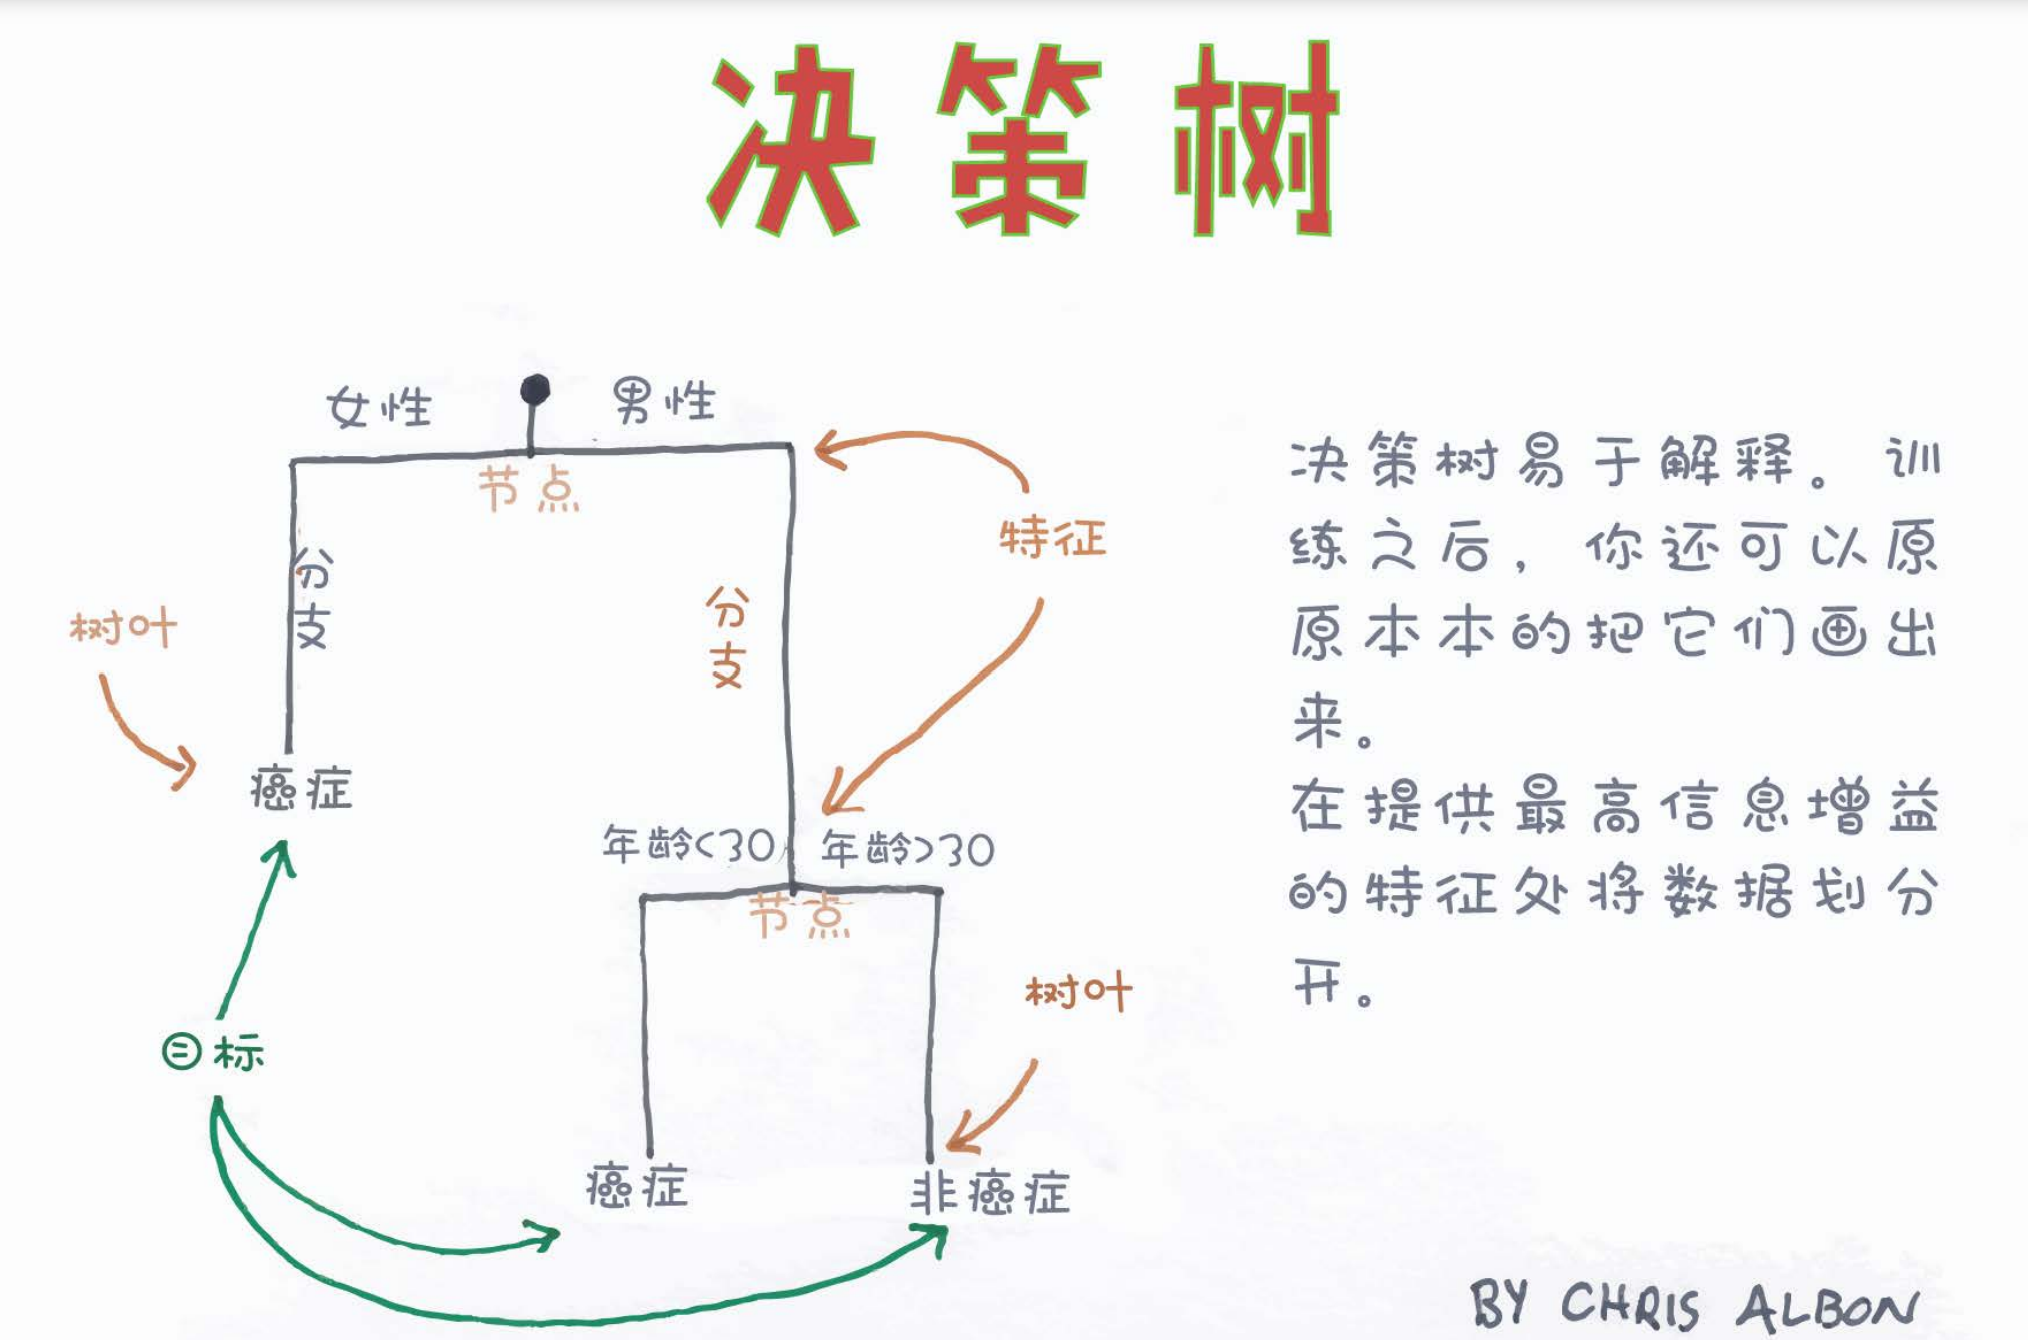 决策树
女性
男性
节点
分支
特征
分支
树叶
癌症
年龄<30
年龄>30
节点
树叶
目标
癌症
非癌症
决策树易于解释。训
练之后，你还可以原
原本本的把它们画出
来。
在提供最高信息增益
的特征处将数据划分
开。
BY CHRIS ALBON